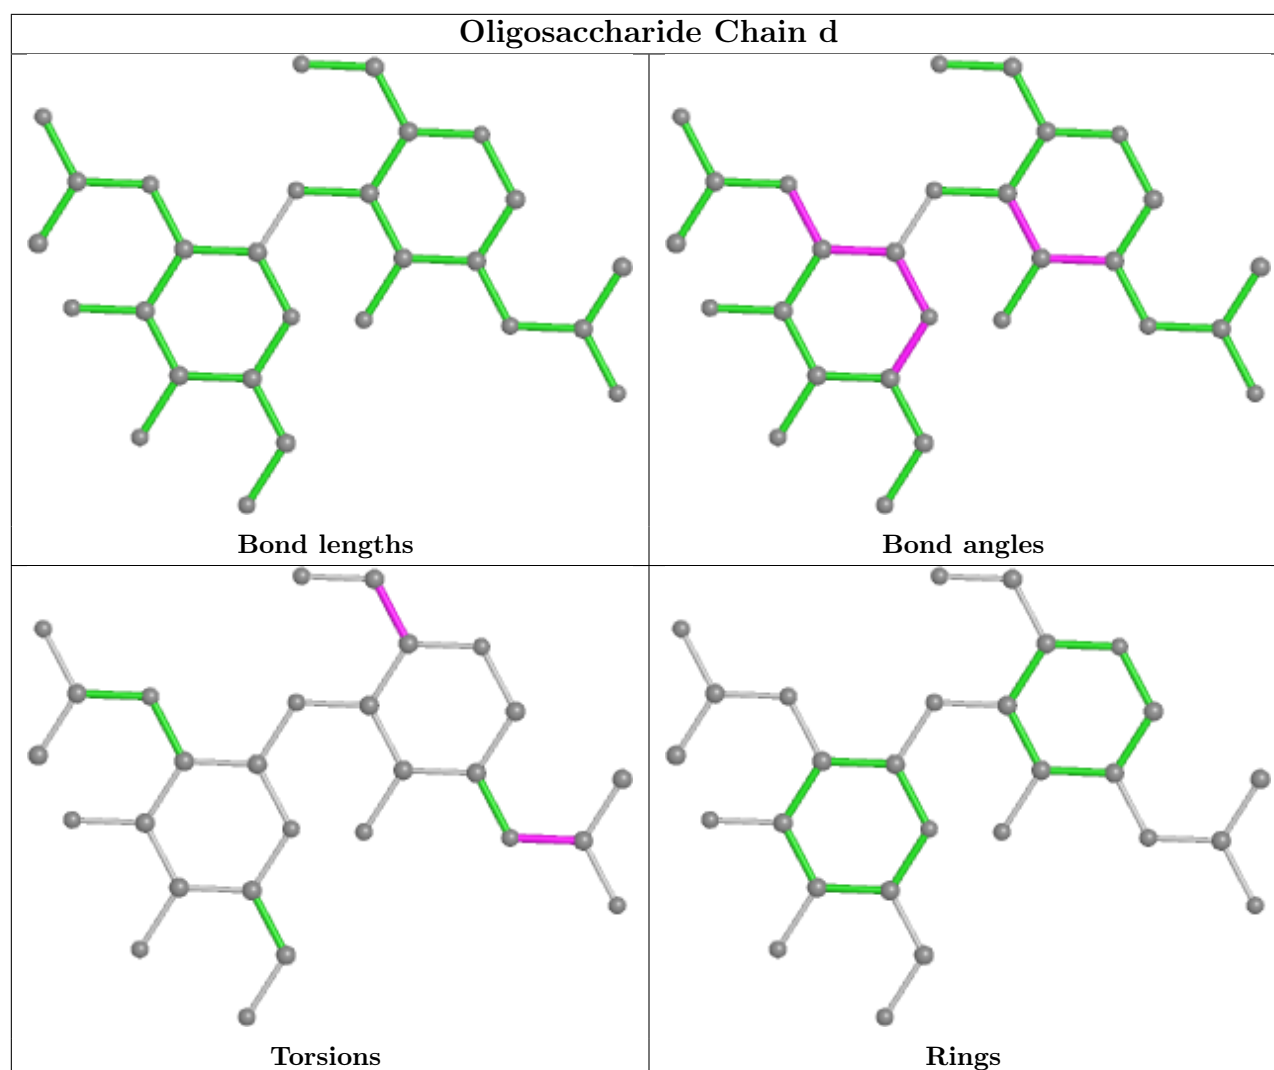 Oligosaccharide Chain d
Bond lengths
Bond angles
Torsions
Rings